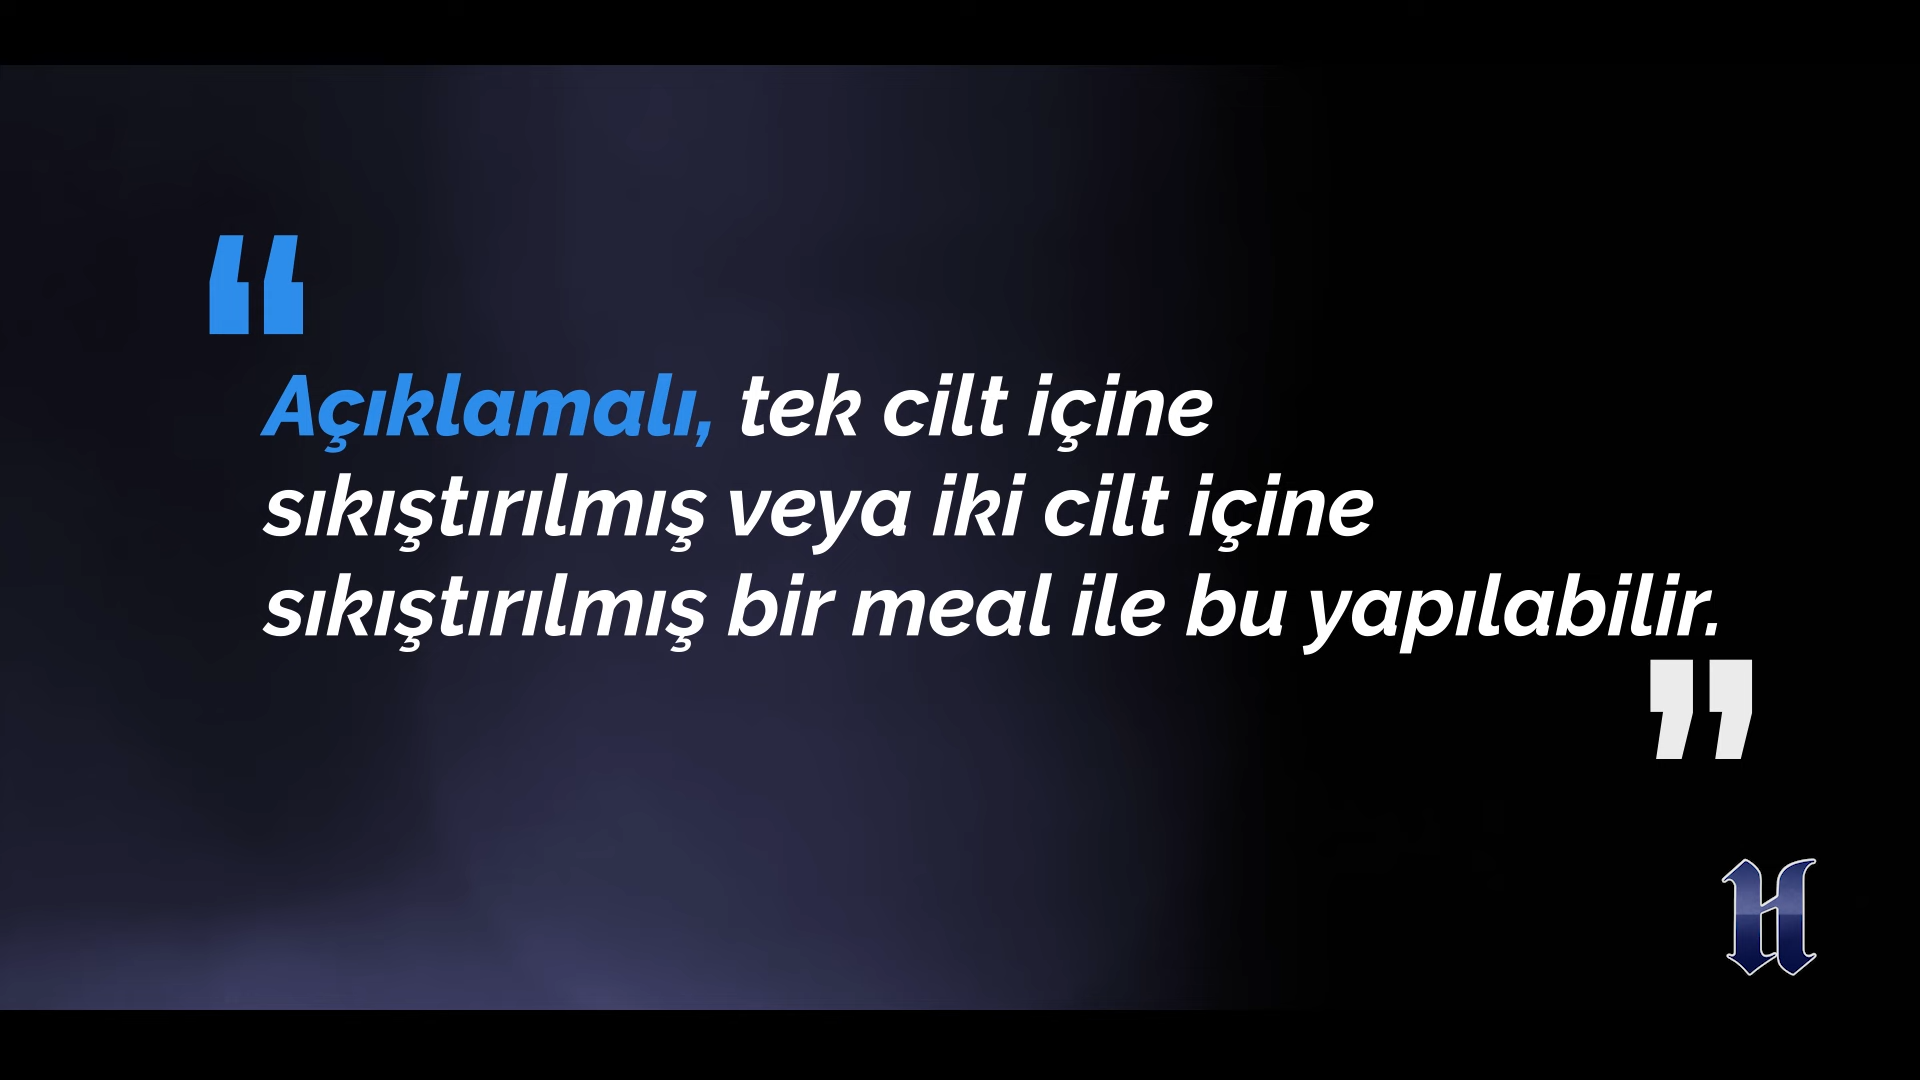 “
Açıklamalı, tek cilt içine
sıkıştırılmış veya iki cilt içine
sıkıştırılmış bir meal ile bu yapılabilir.
”
H